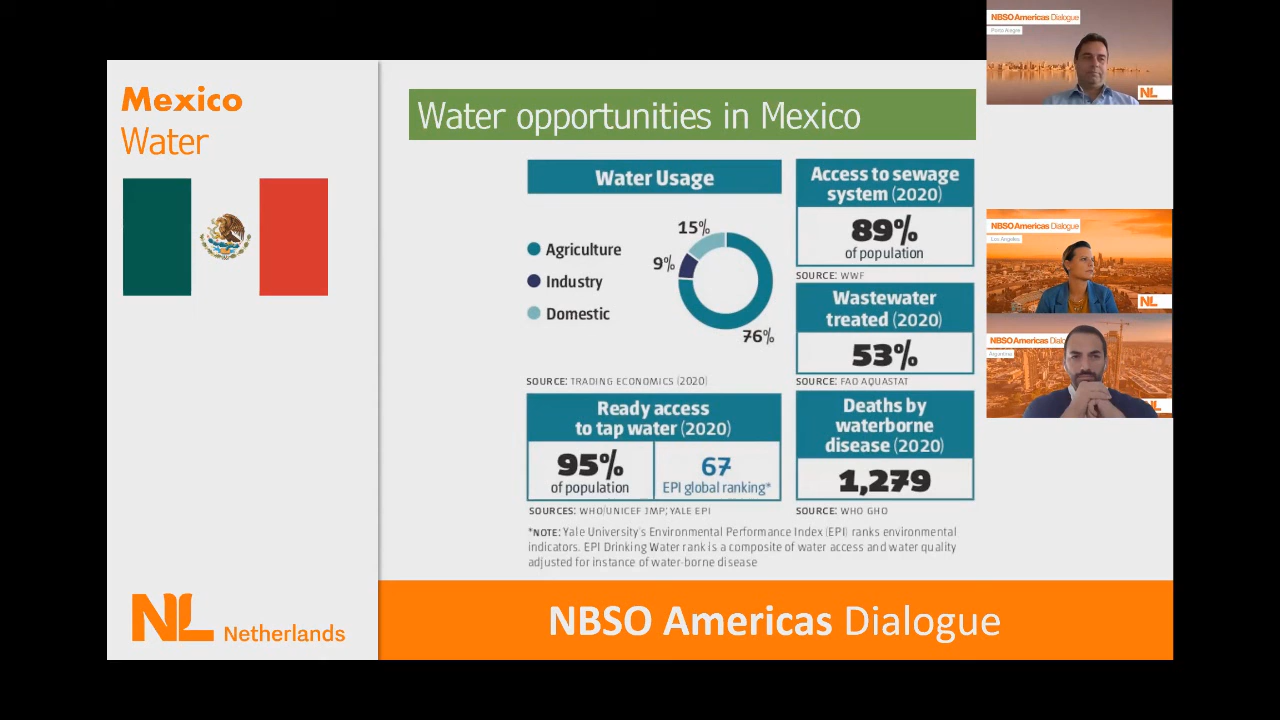 Mexico
Water
Water opportunities in Mexico
Water Usage
Agriculture
Industry
Domestic
15%
9%
76%
SOURCE: TRADING ECONOMICS (2020)
Ready access
to tap water (2020)
95%
of population
67
EPI global ranking*
SOURCES: WHO/UNICEF JMP; YALE EPI
Access to sewage
system (2020)
89%
of population
SOURCE: WWF
Wastewater
treated (2020)
53%
SOURCE: FAO AQUASTAT
Deaths by
waterborne
disease (2020)
1,279
SOURCE: WHO GHO
*NOTE: Yale University's Environmental Performance Index (EPI) ranks environmental
indicators. EPI Drinking Water rank is a composite of water access and water quality
adjusted for instance of water-borne disease
NL Netherlands
NBSO Americas Dialogue
NBSO Americas Dialogue
Porto Alegre
NL
NBSO Americas Dialogue
Los Angeles
NL
NBSO Americas Dialo
Argentina